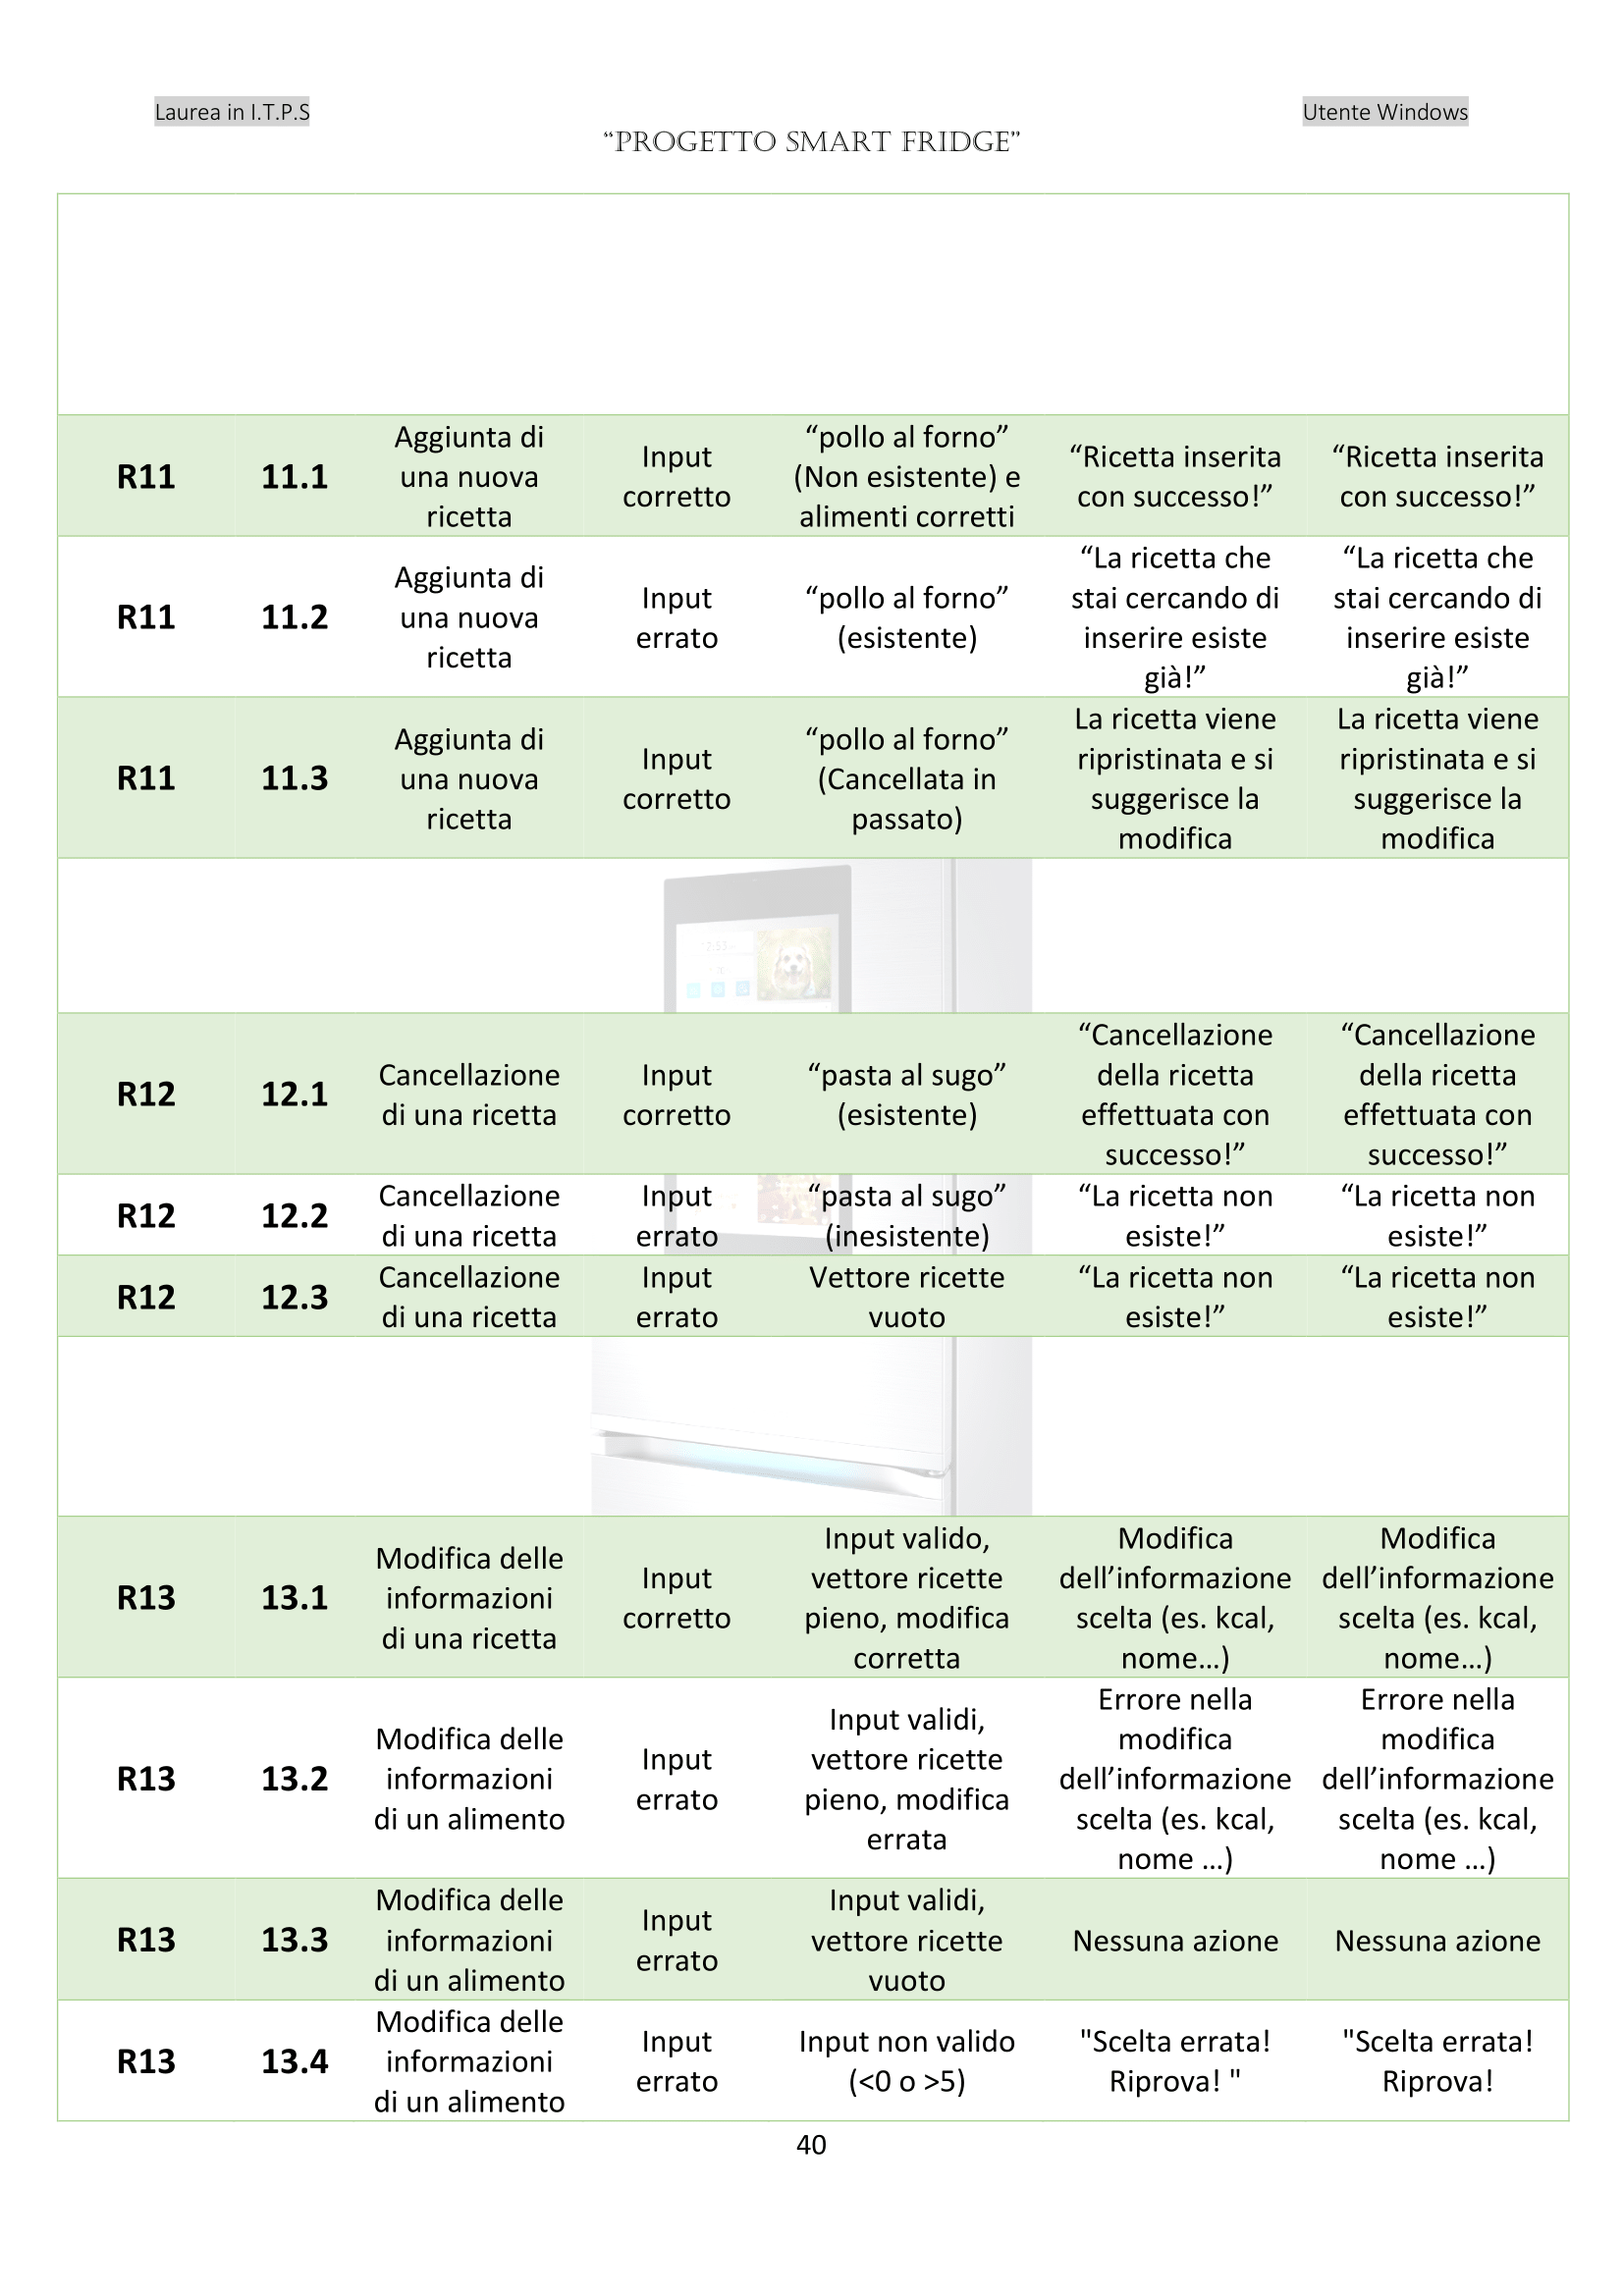 Laurea in I.T.P.S
Utente Windows
“PROGETTO SMART FRIDGE”
R11
11.1
Aggiunta di
una nuova
ricetta
Input
corretto
“pollo al forno”
(Non esistente) e
alimenti corretti
“Ricetta inserita
con successo!”
“Ricetta inserita
con successo!”
R11
11.2
Aggiunta di
una nuova
ricetta
Input
errato
“pollo al forno”
(esistente)
“La ricetta che
stai cercando di
inserire esiste
già!”
“La ricetta che
stai cercando di
inserire esiste
già!”
R11
11.3
Aggiunta di
una nuova
ricetta
Input
corretto
“pollo al forno”
(Cancellata in
passato)
La ricetta viene
ripristinata e si
suggerisce la
modifica
La ricetta viene
ripristinata e si
suggerisce la
modifica
12:53
R12
12.1
Cancellazione
di una ricetta
Input
corretto
“pasta al sugo”
(esistente)
“Cancellazione
della ricetta
effettuata con
successo!”
“Cancellazione
della ricetta
effettuata con
successo!”
R12
12.2
Cancellazione
di una ricetta
Input
errato
“pasta al sugo”
(inesistente)
“La ricetta non
esiste!”
“La ricetta non
esiste!”
R12
12.3
Cancellazione
di una ricetta
Input
errato
Vettore ricette
vuoto
“La ricetta non
esiste!”
“La ricetta non
esiste!”
R13
13.1
Modifica delle
informazioni
di una ricetta
Input
corretto
Input valido,
vettore ricette
pieno, modifica
corretta
Modifica
dell’informazione
scelta (es. kcal,
nome…)
Modifica
dell’informazione
scelta (es. kcal,
nome…)
R13
13.2
Modifica delle
informazioni
di un alimento
Input
errato
Input validi,
vettore ricette
pieno, modifica
errata
Errore nella
modifica
dell’informazione
scelta (es. kcal,
nome …)
Errore nella
modifica
dell’informazione
scelta (es. kcal,
nome …)
R13
13.3
Modifica delle
informazioni
di un alimento
Input
errato
Input validi,
vettore ricette
vuoto
Nessuna azione
Nessuna azione
R13
13.4
Modifica delle
informazioni
di un alimento
Input
errato
Input non valido
(<0 o >5)
"Scelta errata!
Riprova! "
"Scelta errata!
Riprova!
40